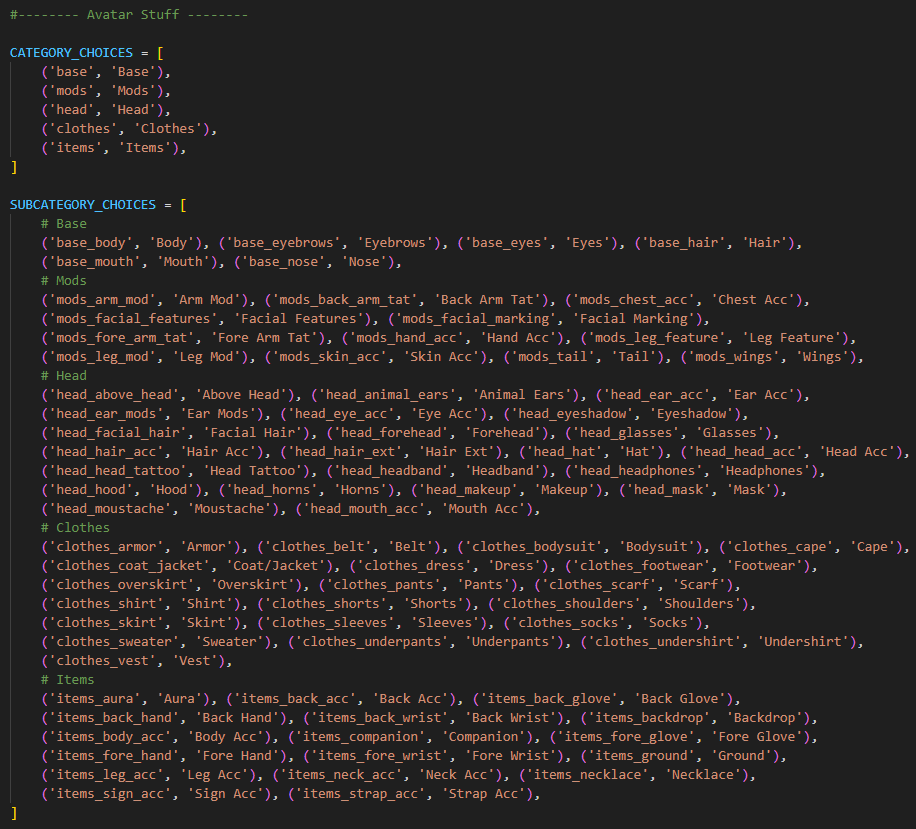 #-------- Avatar Stuff --------
CATEGORY_CHOICES = [
('base', 'Base'),
('mods', 'Mods'),
('head', 'Head'),
('clothes', 'Clothes'),
('items', 'Items'),
]
SUBCATEGORY_CHOICES = [
# Base
('base_body', 'Body'), ('base_eyebrows', 'Eyebrows'), ('base_eyes', 'Eyes'), ('base_hair', 'Hair'),
('base_mouth', 'Mouth'), ('base_nose', 'Nose'),
# Mods
('mods_arm_mod', 'Arm Mod'), ('mods_back_arm_tat', 'Back Arm Tat'), ('mods_chest_acc', 'Chest Acc'),
('mods_facial_features', 'Facial Features'), ('mods_facial_marking', 'Facial Marking'),
('mods_fore_arm_tat', 'Fore Arm Tat'), ('mods_hand_acc', 'Hand Acc'), ('mods_leg_feature', 'Leg Feature'),
('mods_leg_mod', 'Leg Mod'), ('mods_skin_acc', 'Skin Acc'), ('mods_tail', 'Tail'), ('mods_wings', 'Wings'),
# Head
('head_above_head', 'Above Head'), ('head_animal_ears', 'Animal Ears'), ('head_ear_acc', 'Ear Acc'),
('head_ear_mods', 'Ear Mods'), ('head_eye_acc', 'Eye Acc'), ('head_eyeshadow', 'Eyeshadow'),
('head_facial_hair', 'Facial Hair'), ('head_forehead', 'Forehead'), ('head_glasses', 'Glasses'),
('head_hair_acc', 'Hair Acc'), ('head_hair_ext', 'Hair Ext'), ('head_hat', 'Hat'), ('head_head_acc', 'Head Acc'),
('head_head_tattoo', 'Head Tattoo'), ('head_headband', 'Headband'), ('head_headphones', 'Headphones'),
('head_hood', 'Hood'), ('head_horns', 'Horns'), ('head_makeup', 'Makeup'), ('head_mask', 'Mask'),
('head_moustache', 'Moustache'), ('head_mouth_acc', 'Mouth Acc'),
# Clothes
('clothes_armor', 'Armor'), ('clothes_belt', 'Belt'), ('clothes_bodysuit', 'Bodysuit'), ('clothes_cape', 'Cape'),
('clothes_coat_jacket', 'Coat/Jacket'), ('clothes_dress', 'Dress'), ('clothes_footwear', 'Footwear'),
('clothes_overskirt', 'Overskirt'), ('clothes_pants', 'Pants'), ('clothes_scarf', 'Scarf'),
('clothes_shirt', 'Shirt'), ('clothes_shorts', 'Shorts'), ('clothes_shoulders', 'Shoulders'),
('clothes_skirt', 'Skirt'), ('clothes_sleeves', 'Sleeves'), ('clothes_socks', 'Socks'),
('clothes_sweater', 'Sweater'), ('clothes_underpants', 'Underpants'), ('clothes_undershirt', 'Undershirt'),
('clothes_vest', 'Vest'),
# Items
('items_aura', 'Aura'), ('items_back_acc', 'Back Acc'), ('items_back_glove', 'Back Glove'),
('items_back_hand', 'Back Hand'), ('items_back_wrist', 'Back Wrist'), ('items_backdrop', 'Backdrop'),
('items_body_acc', 'Body Acc'), ('items_companion', 'Companion'), ('items_fore_glove', 'Fore Glove'),
('items_fore_hand', 'Fore Hand'), ('items_fore_wrist', 'Fore Wrist'), ('items_ground', 'Ground'),
('items_leg_acc', 'Leg Acc'), ('items_neck_acc', 'Neck Acc'), ('items_necklace', 'Necklace'),
('items_sign_acc', 'Sign Acc'), ('items_strap_acc', 'Strap Acc'),
]